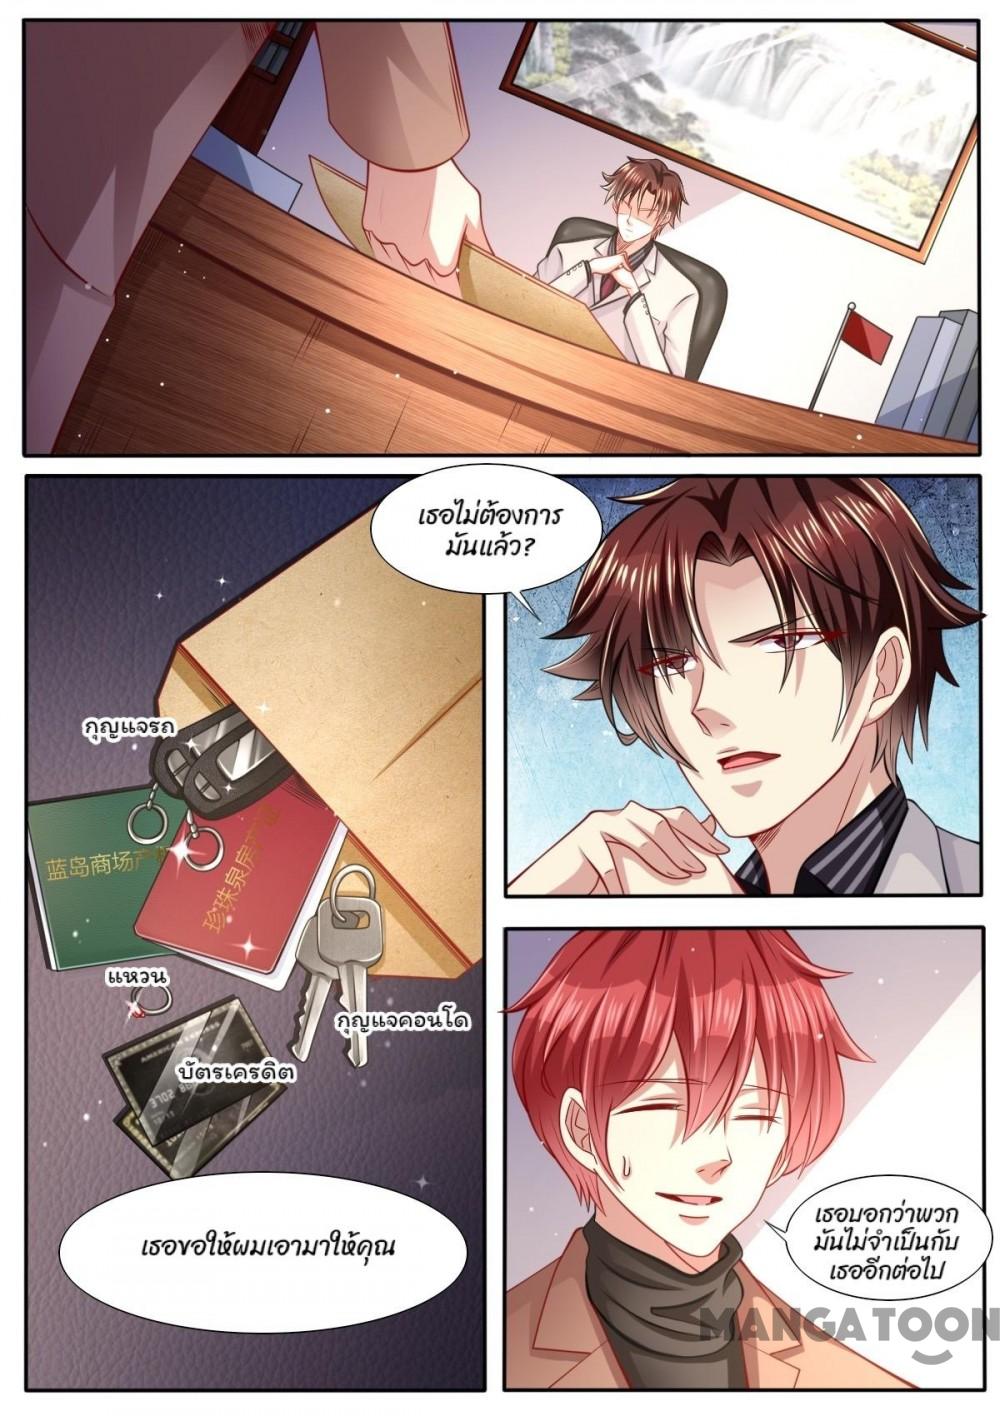 เธอไม่ต้องการ
มันแล้ว?
กุญแจรถ
蓝岛商场产
珍珠泉房产证
แหวน
กุญแจคอนโด
บัตรเครดิต
เธอขอให้ผมเอามาให้คุณ
เธอบอกว่าพวก
มันไม่จำเป็นกับ
เธออีกต่อไป
MANGATOON